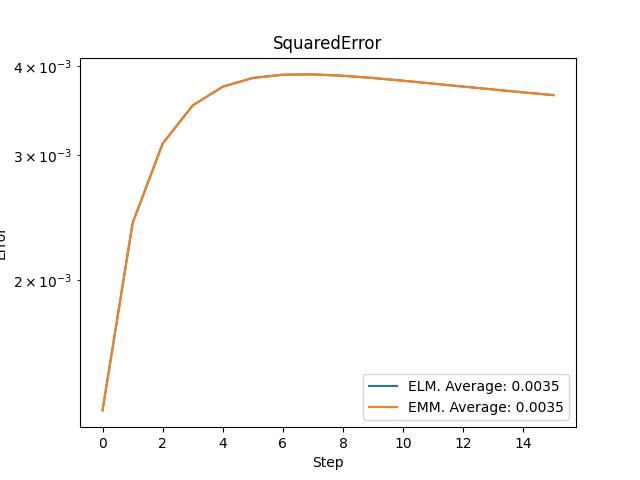 SquaredError
4 × 10⁻³
3 × 10⁻³
2 × 10⁻³
Error
0 2 4 6 8 10 12 14
Step
ELM. Average: 0.0035
EMM. Average: 0.0035